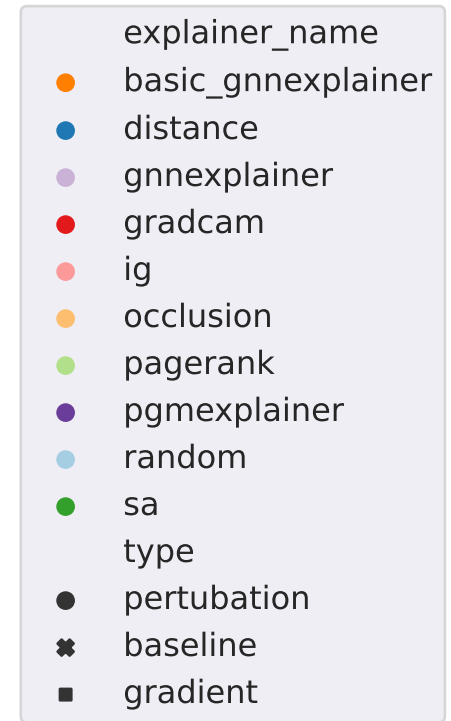 explainer_name
basic_gnnexplainer
distance
gnnexplainer
gradcam
ig
occlusion
pagerank
pgmexplainer
random
sa
type
pertubation
baseline
gradient